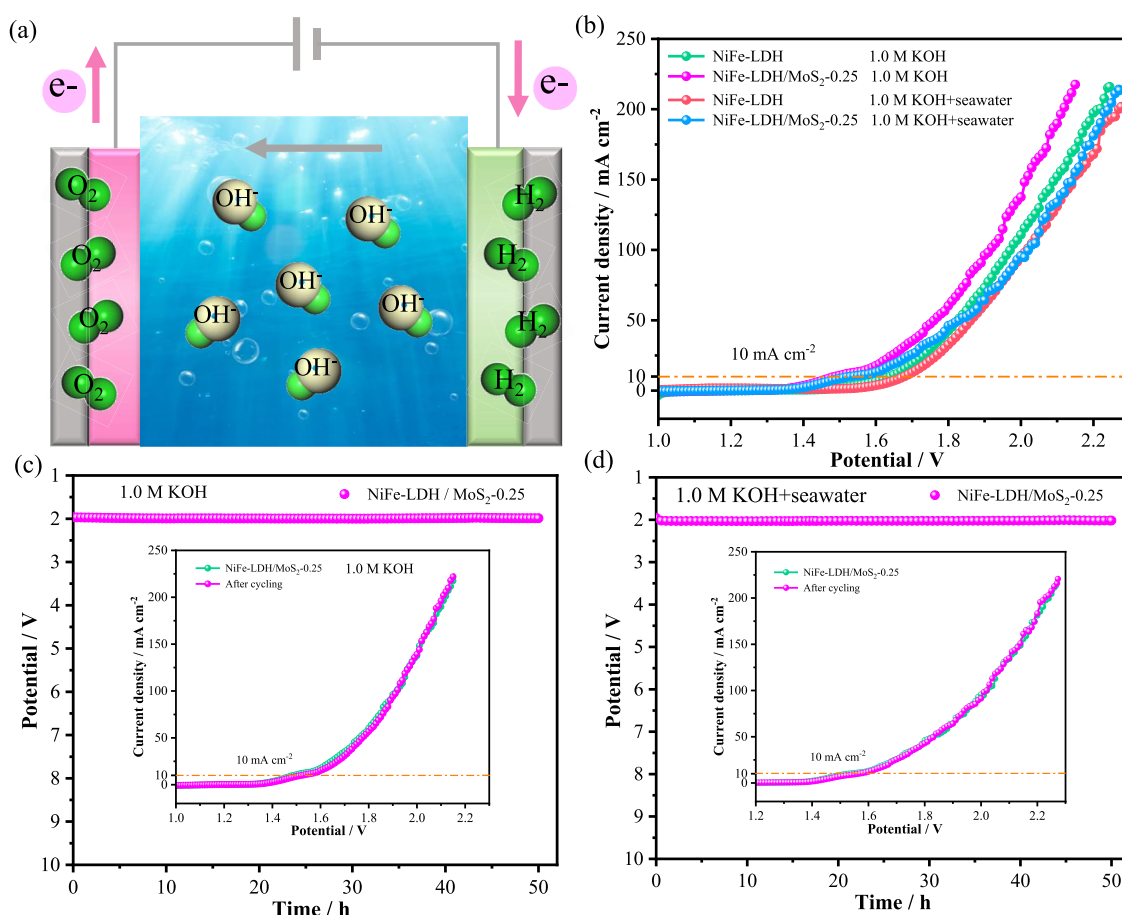 (a)
e-
e-
O2
O2
O2
O2
OH-
OH-
OH-
OH-
OH-
OH-
H2
H2
H2
H2
(b)
250
200
150
100
50
10
0
NiFe-LDH 1.0 M KOH
NiFe-LDH/MoS2-0.25 1.0 M KOH
NiFe-LDH 1.0 M KOH+seawater
NiFe-LDH/MoS2-0.25 1.0 M KOH+seawater
10 mA cm-2
Current density / mA cm-2
1.0 1.2 1.4 1.6 1.8 2.0 2.2
Potential / V
(c)
1
2
3
4
5
6
7
8
9
10
Potential / V
1.0 M KOH
NiFe-LDH / MoS2-0.25
250
200
150
100
50
10
0
Current density / mA cm-2
NiFe-LDH/MoS2-0.25 1.0 M KOH
After cycling
10 mA cm-2
1.0 1.2 1.4 1.6 1.8 2.0 2.2
Potential / V
0 10 20 30 40 50
Time / h
(d)
1
2
3
4
5
6
7
8
9
10
Potential / V
1.0 M KOH+seawater
NiFe-LDH/MoS2-0.25
250
200
150
100
50
10
0
Current density / mA cm-2
NiFe-LDH/MoS2-0.25
After cycling
10 mA cm-2
1.2 1.4 1.6 1.8 2.0 2.2
Potential / V
0 10 20 30 40 50
Time / h